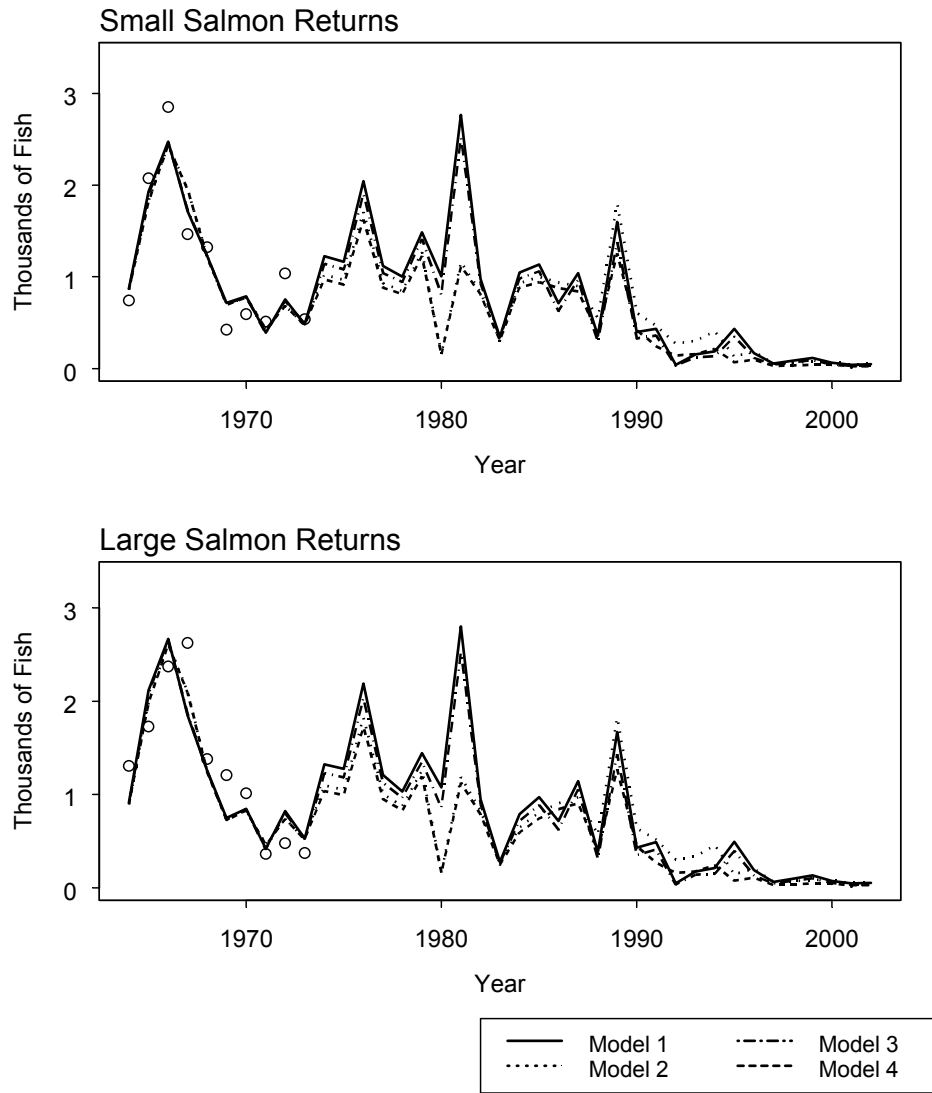 Small Salmon Returns
3
2
1
0
Thousands of Fish
1970 1980 1990 2000
Year
Large Salmon Returns
3
2
1
0
Thousands of Fish
1970 1980 1990 2000
Year
Model 1 Model 3
Model 2 Model 4